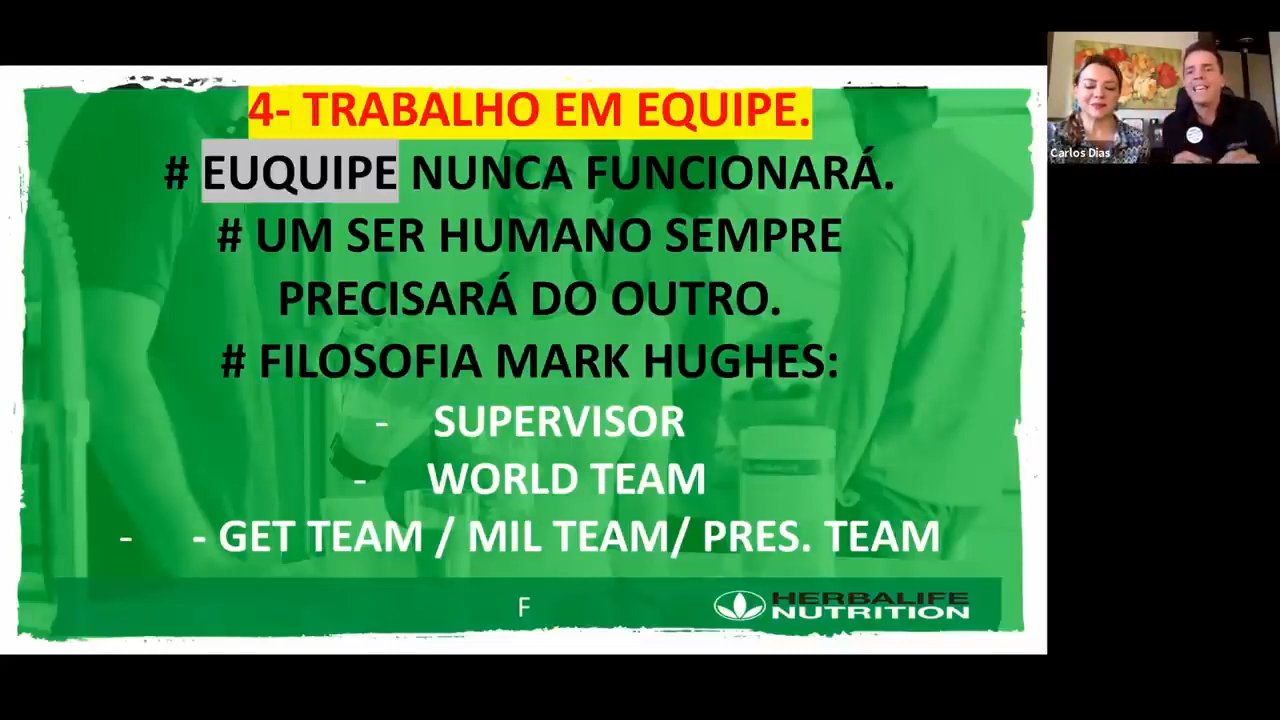 4- TRABALHO EM EQUIPE.
# EUQUIPE NUNCA FUNCIONARÁ.
# UM SER HUMANO SEMPRE
PRECISARÁ DO OUTRO.
# FILOSOFIA MARK HUGHES:
- SUPERVISOR
- WORLD TEAM
- - GET TEAM / MIL TEAM/ PRES. TEAM
F
HERBALIFE
NUTRITION
Carlos Dias